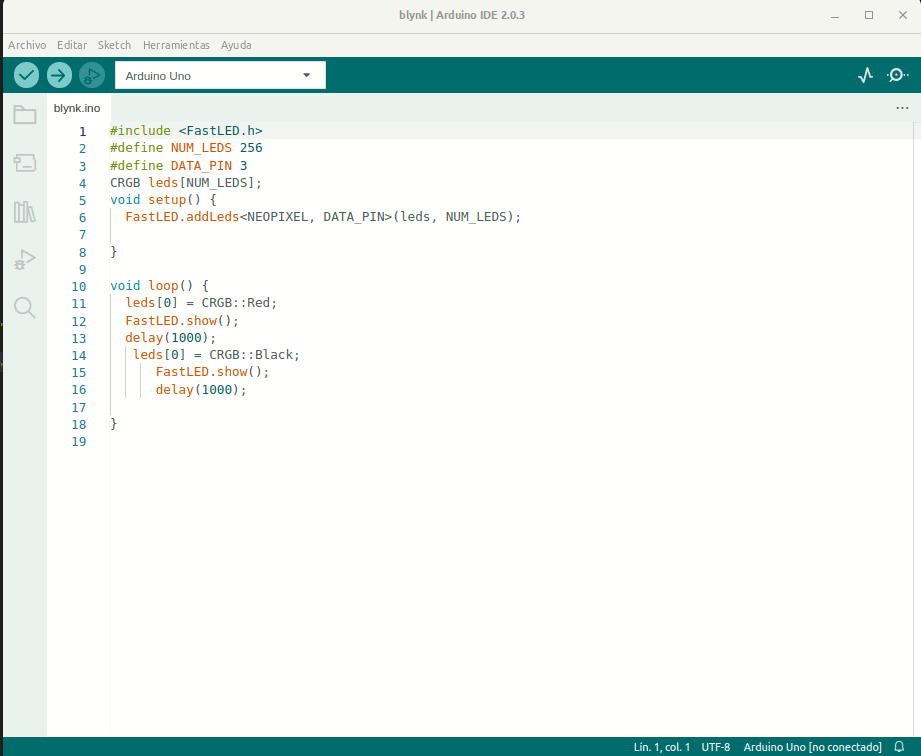 blynk | Arduino IDE 2.0.3
Archivo Editar Sketch Herramientas Ayuda
Arduino Uno
blynk.ino
1 #include <FastLED.h>
2 #define NUM_LEDS 256
3 #define DATA_PIN 3
4 CRGB leds[NUM_LEDS];
5 void setup() {
6   FastLED.addLeds<NEOPIXEL, DATA_PIN>(leds, NUM_LEDS);
7
8 }
9
10 void loop() {
11   leds[0] = CRGB::Red;
12   FastLED.show();
13   delay(1000);
14    leds[0] = CRGB::Black;
15       FastLED.show();
16       delay(1000);
17
18 }
19
Lín. 1, col. 1 UTF-8 Arduino Uno [no conectado]